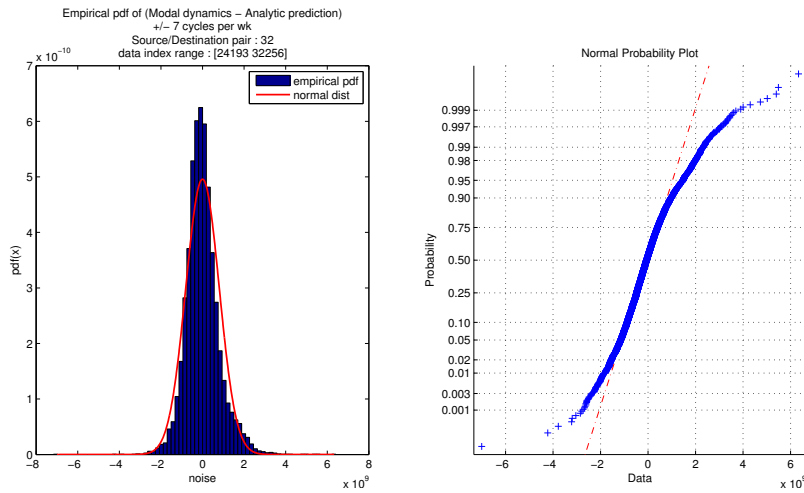 Empirical pdf of (Modal dynamics − Analytic prediction)
+/− 7 cycles per wk
Source/Destination pair : 32
data index range : [24193 32256]
x 10^−10
empirical pdf
normal dist
7
6
5
4
3
2
1
0
pdf(x)
−8
−6
−4
−2
0
2
4
6
8
noise
x 10^9
Normal Probability Plot
0.999
0.997
0.99
0.98
0.95
0.90
0.75
0.50
0.25
0.10
0.05
0.02
0.01
0.003
0.001
Probability
−6
−4
−2
0
2
4
6
Data
x 10^9